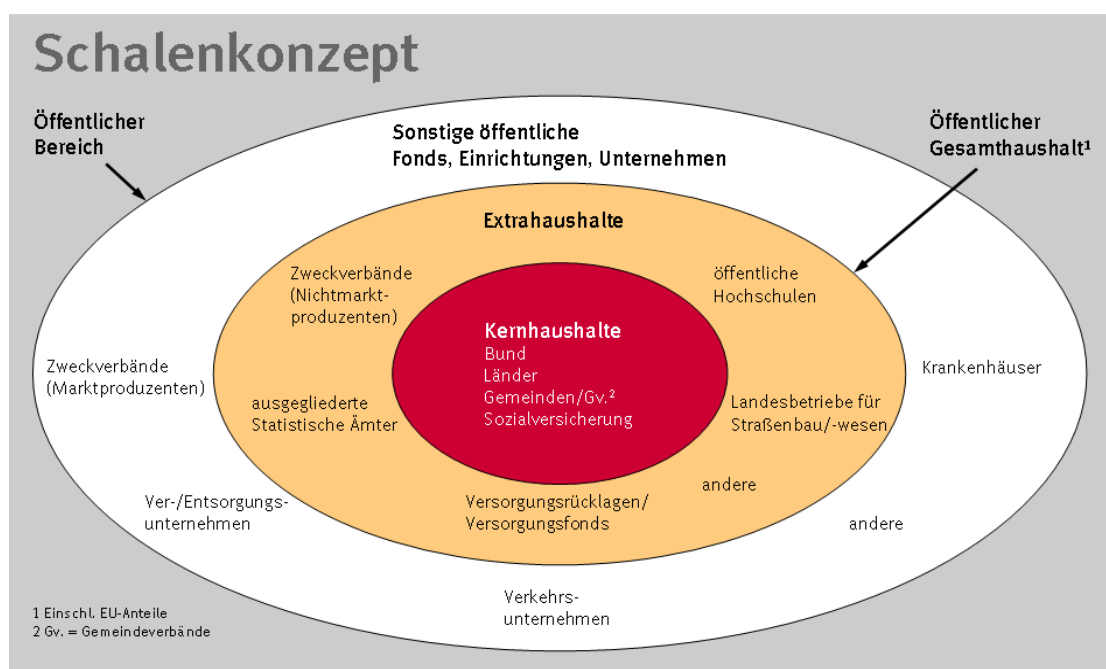 Schalenkonzept
Öffentlicher
Bereich
Sonstige öffentliche
Fonds, Einrichtungen, Unternehmen
Öffentlicher
Gesamthaushalt¹
Extrahaushalte
Zweckverbände
(Nichtmarkt-
produzenten)
öffentliche
Hochschulen
Kernhaushalte
Bund
Länder
Gemeinden/Gv.²
Sozialversicherung
Zweckverbände
(Marktproduzenten)
Krankenhäuser
ausgegliederte
Statistische Ämter
Landesbetriebe für
Straßenbau/-wesen
andere
Versorgungsrücklagen/
Versorgungsfonds
Ver-/Entsorgungs-
unternehmen
andere
Verkehrs-
unternehmen
1 Einschl. EU-Anteile
2 Gv. = Gemeindeverbände